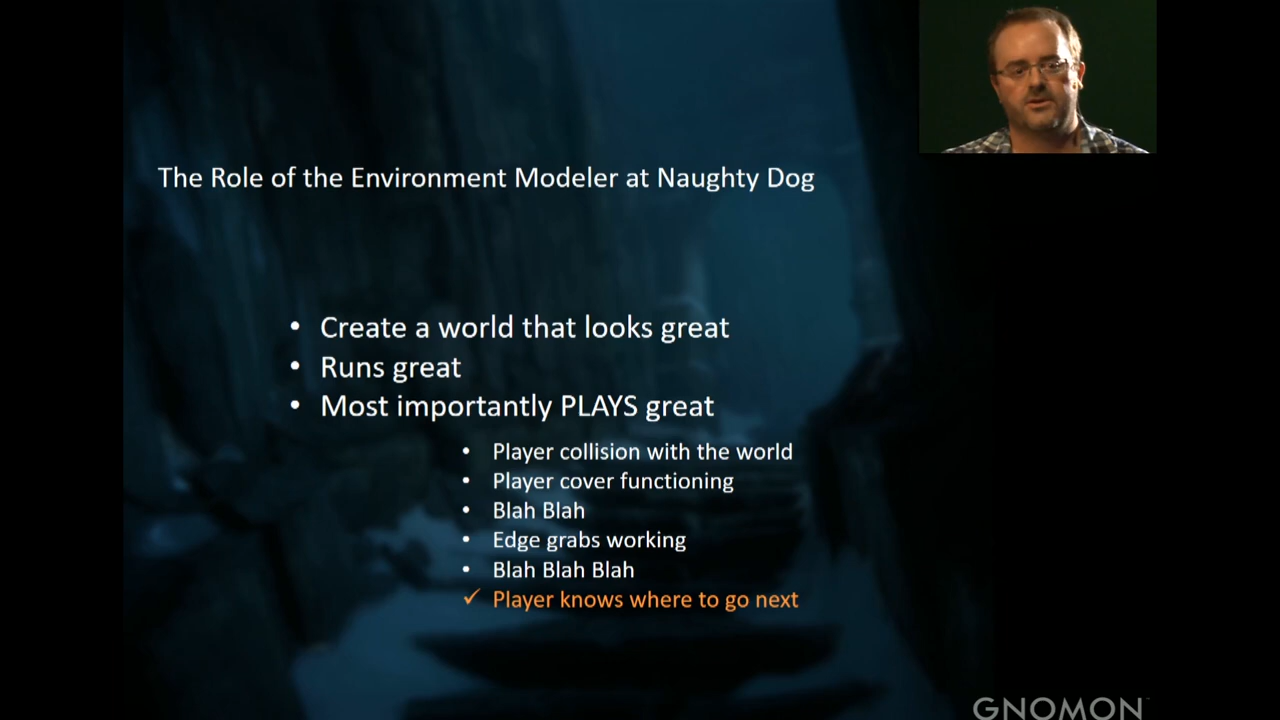 The Role of the Environment Modeler at Naughty Dog
• Create a world that looks great
• Runs great
• Most importantly PLAYS great
• Player collision with the world
• Player cover functioning
• Blah Blah
• Edge grabs working
• Blah Blah Blah
✓ Player knows where to go next
GNOMON